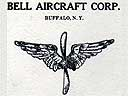 BELL AIRCRAFT CORP.
BUFFALO, N.Y.